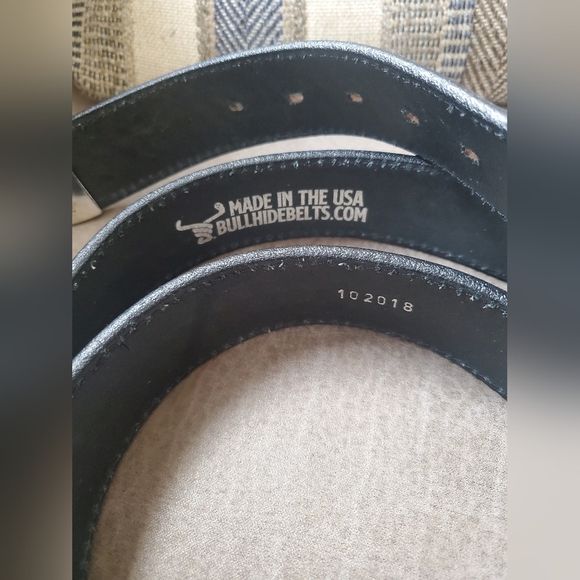 MADE IN THE USA
BULLHIDEBELTS.COM
102018